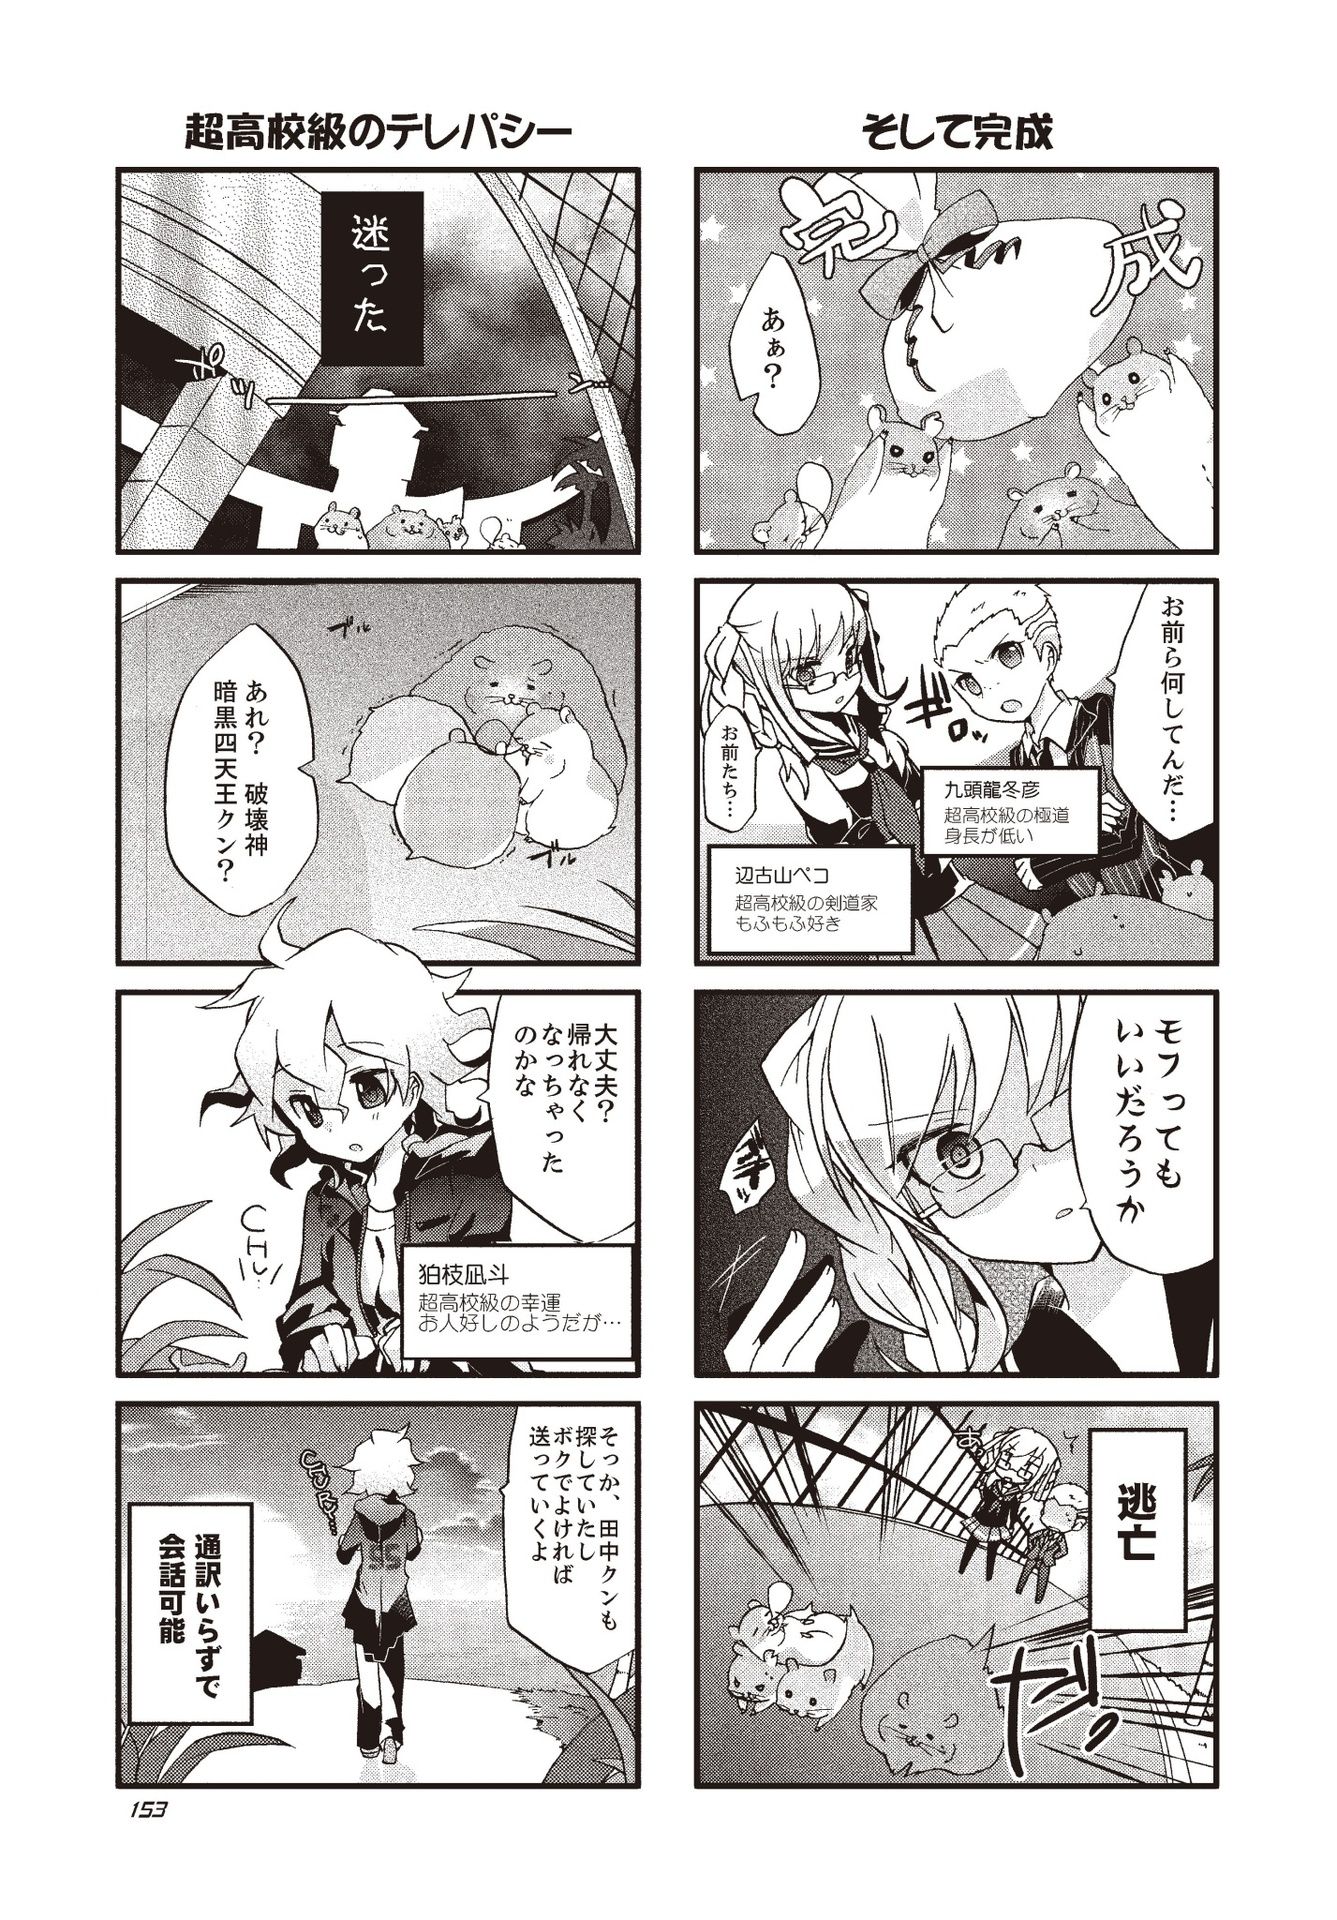 そして完成
完成
あぁ?
お前ら何してんだ…
ギロッ
九頭龍冬彦
超高校級の極道
身長が低い
お前たち…
辺古山ペコ
超高校級の剣道家
もふもふ好き
モフっても
いいだろうか
逃亡
あぁ
ダッ
超高校級のテレパシー
迷った
ポツ
ブル
ブル
あれ? 破壊神
暗黒四天王クン?
大丈夫?
帰れなく
なっちゃった
のかな
CHU
狛枝凪斗
超高校級の幸運
お人好しのようだが…
そっか、田中クンも
探していたし
ボクでよければ
送っていくよ
通訳いらずで
会話可能
153